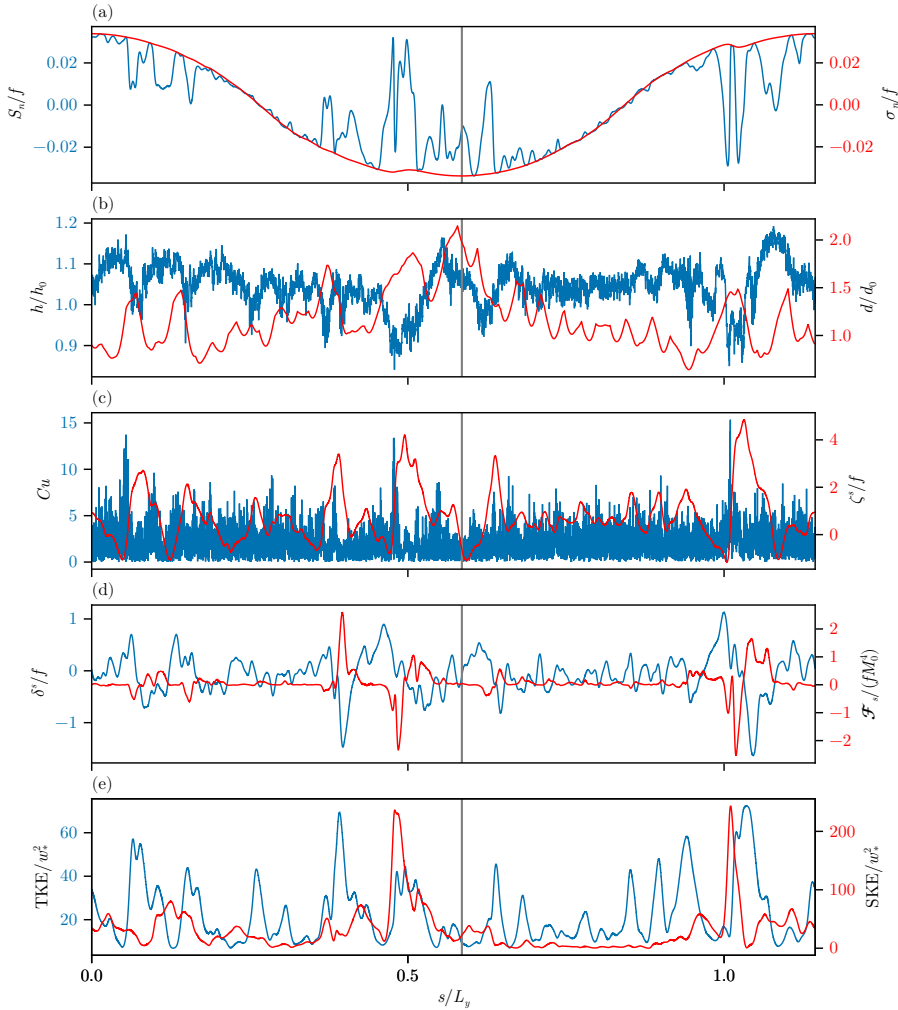 (a)
S_n/f
0.02
0.00
−0.02
0.02
0.00
−0.02
σ_n/f
(b)
h/h_0
1.2
1.1
1.0
0.9
2.0
1.5
1.0
d/d_0
(c)
Cu
15
10
5
0
4
2
0
ζ^s/f
(d)
δ^s/f
1
0
−1
2
1
0
−1
−2
ℱ_s/(fM_0^4)
(e)
TKE/w_*^2
60
40
20
200
100
0
SKE/w_*^2
0.0
0.5
1.0
s/L_y